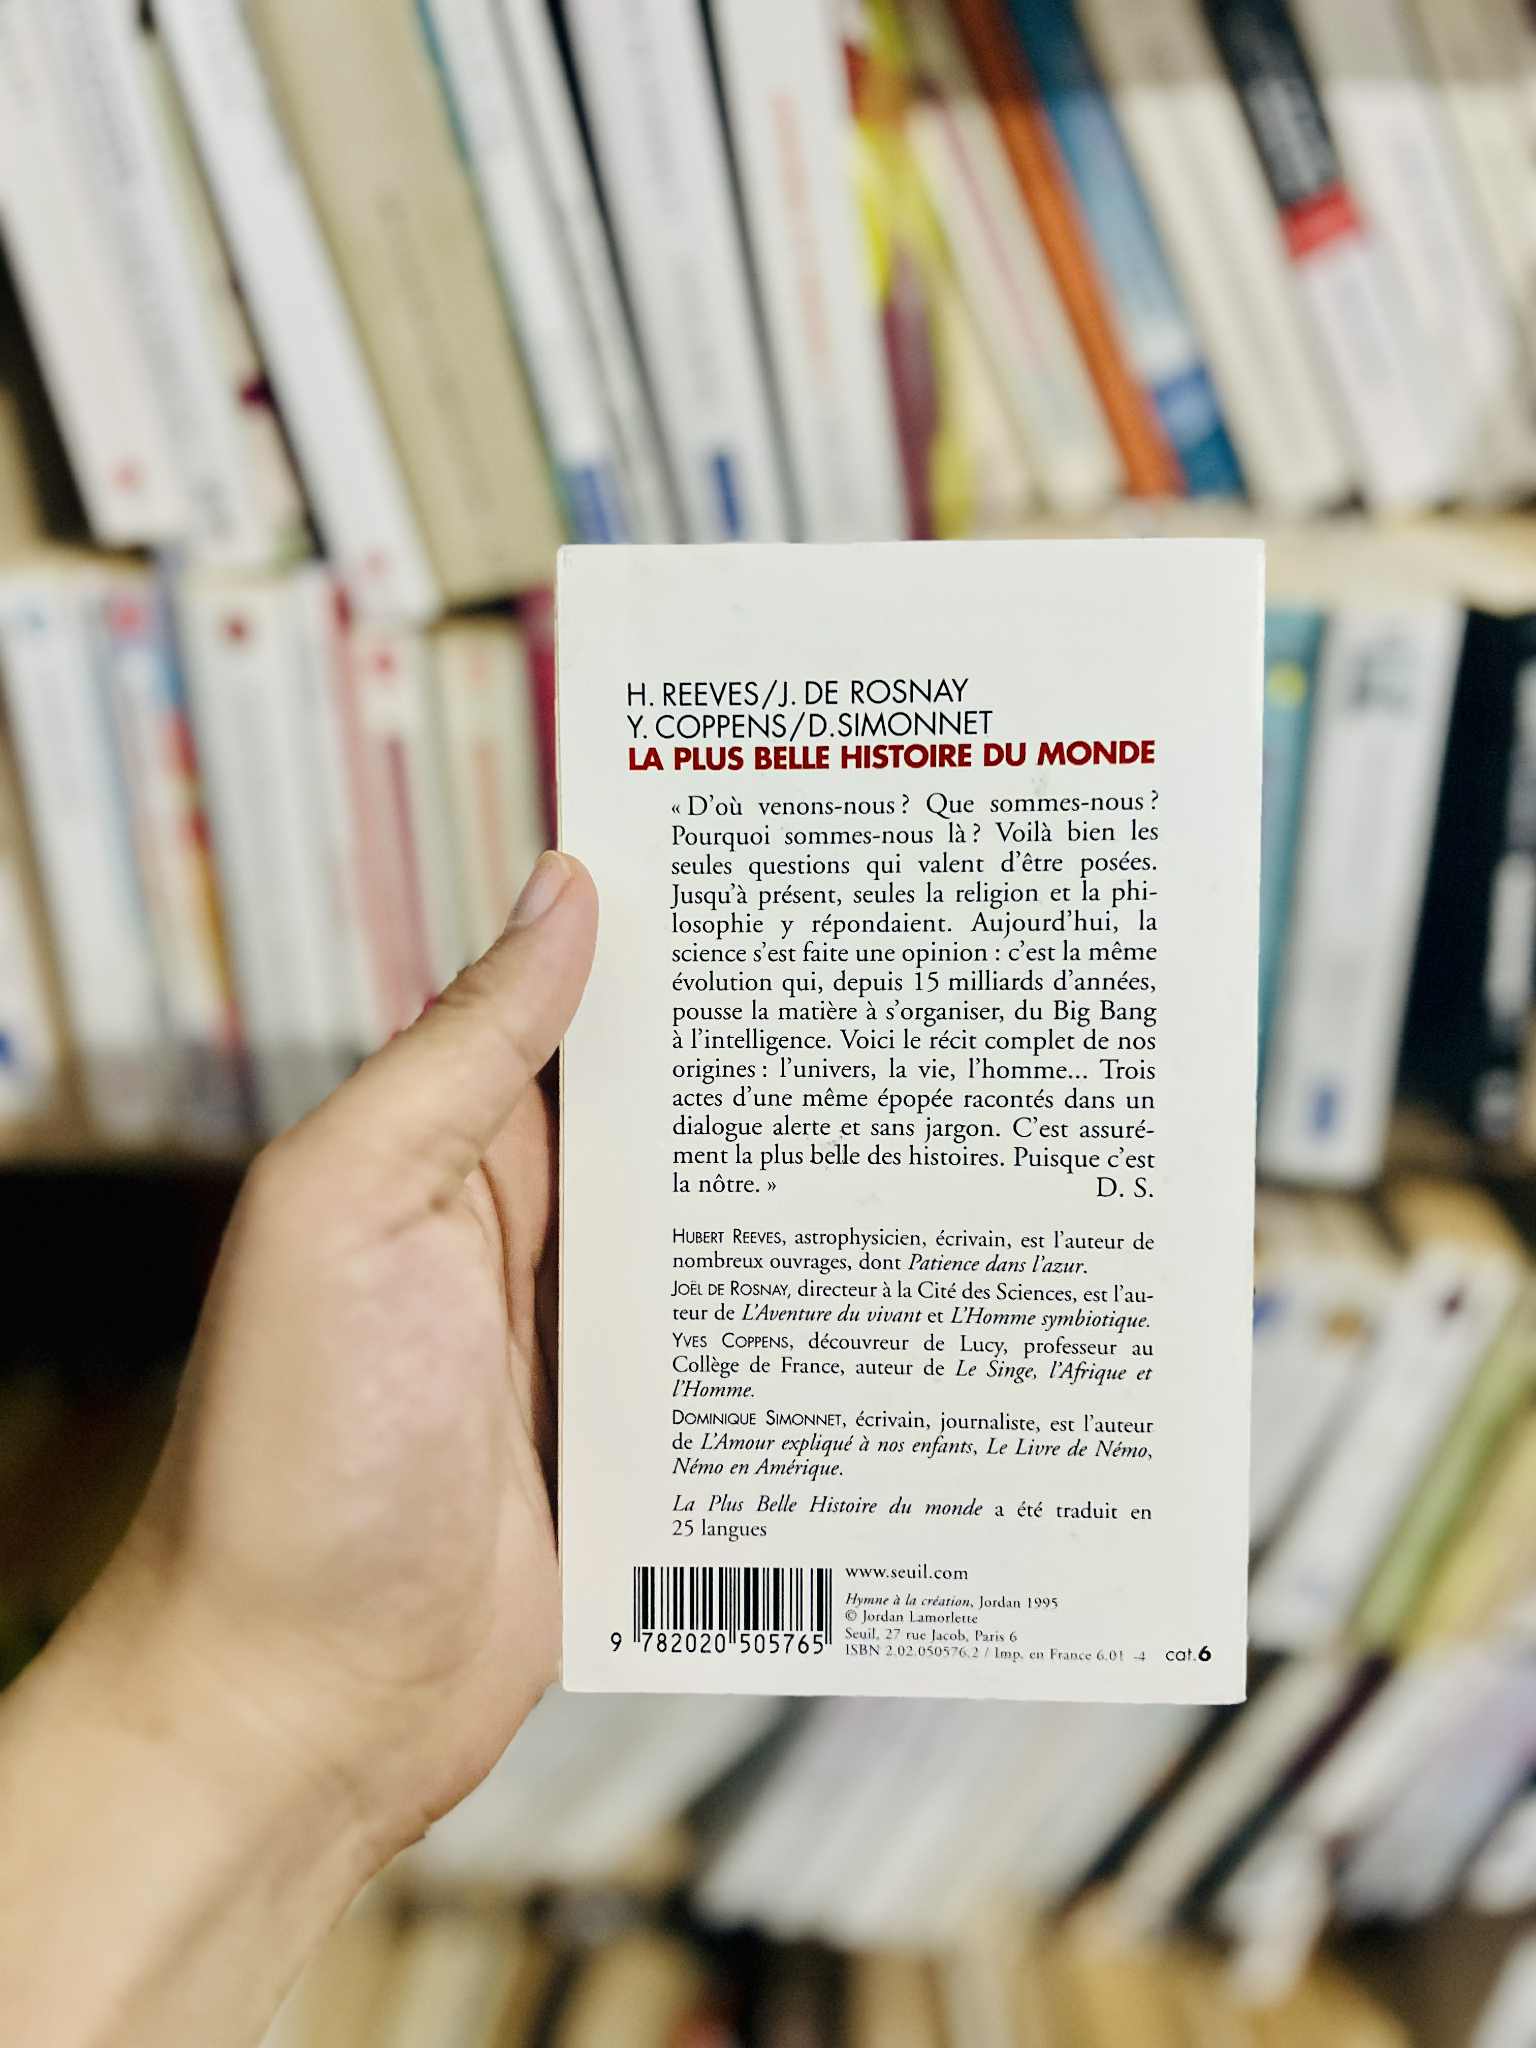 H. REEVES/J. DE ROSNAY
Y. COPPENS/D.SIMONNET
LA PLUS BELLE HISTOIRE DU MONDE
« D'où venons-nous ? Que sommes-nous ?
Pourquoi sommes-nous là ? Voilà bien les
seules questions qui valent d'être posées.
Jusqu'à présent, seules la religion et la phi-
losophie y répondaient. Aujourd'hui, la
science s'est faite une opinion : c'est la même
évolution qui, depuis 15 milliards d'années,
pousse la matière à s'organiser, du Big Bang
à l'intelligence. Voici le récit complet de nos
origines : l'univers, la vie, l'homme... Trois
actes d'une même épopée racontés dans un
dialogue alerte et sans jargon. C'est assuré-
ment la plus belle des histoires. Puisque c'est
la nôtre. » D. S.
HUBERT REEVES, astrophysicien, écrivain, est l'auteur de
nombreux ouvrages, dont Patience dans l'azur.
JOËL DE ROSNAY, directeur à la Cité des Sciences, est l'au-
teur de L'Aventure du vivant et L'Homme symbiotique.
YVES COPPENS, découvreur de Lucy, professeur au
Collège de France, auteur de Le Singe, l'Afrique et
l'Homme.
DOMINIQUE SIMONNET, écrivain, journaliste, est l'auteur
de L'Amour expliqué à nos enfants, Le Livre de Némo,
Némo en Amérique.
La Plus Belle Histoire du monde a été traduit en
25 langues
www.seuil.com
Hymne à la création, Jordan 1995
© Jordan Lamorlette
Seuil, 27 rue Jacob, Paris 6
ISBN 2.02.050576.2 / Imp. en France 6.01 -4 cat.6
9 782020 505765